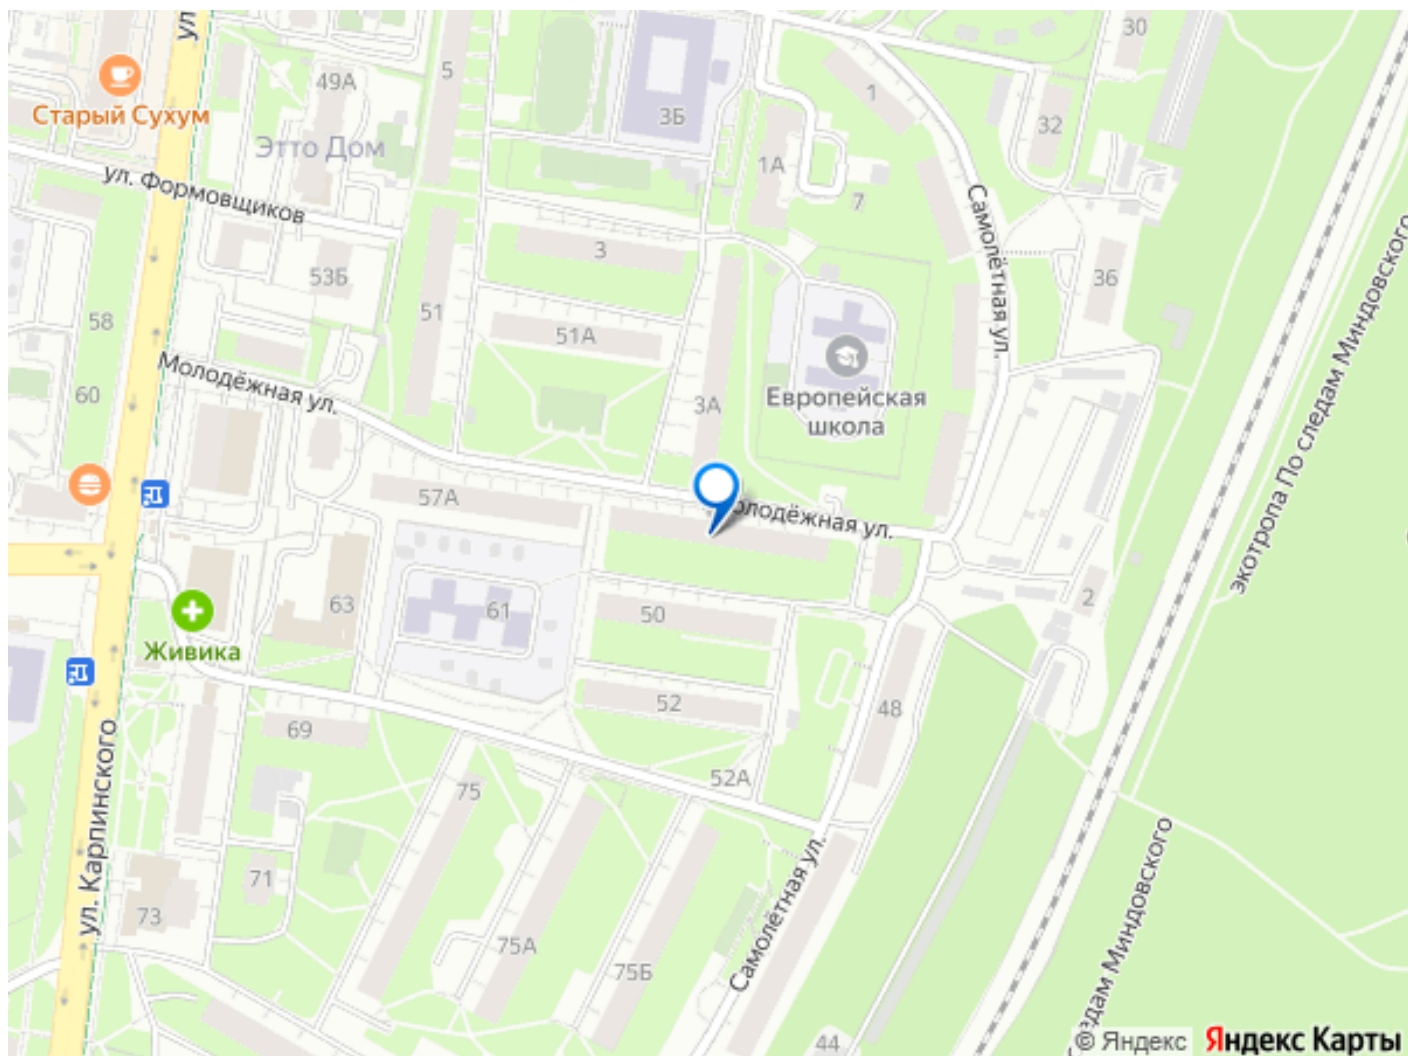 ул
30
5
49А
1
Старый Сухум
3Б
32
Этто Дом
1А
ул. Формовщиков
7
Самолётная ул.
3
53Б
36
51
58
51А
Молодёжная ул.
экотропа По следам Миндовского
60
Европейская
школа
3А
57А
олодёжная ул.
63
61
50
2
Живика
52
48
69
52А
75
ул. Карпинского
71
73
75А
75Б
Самолётная ул.
едам Миндовского
44
© Яндекс
Яндекс Карты